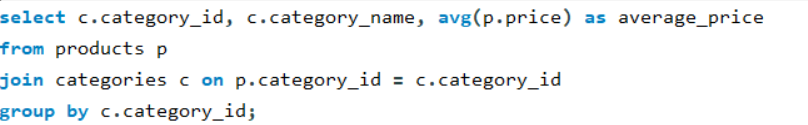 select c.category_id, c.category_name, avg(p.price) as average_price
from products p
join categories c on p.category_id = c.category_id
group by c.category_id;